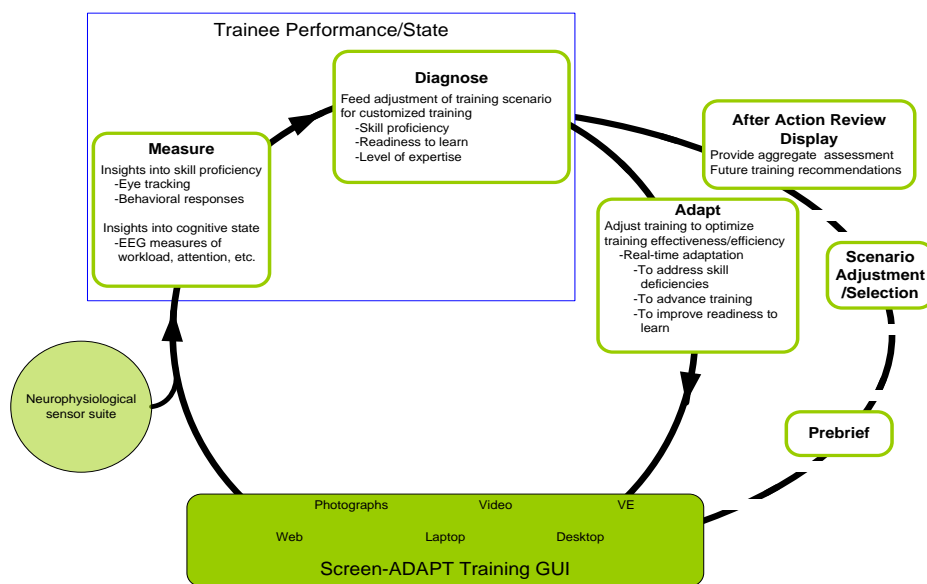 Trainee Performance/State
Diagnose
Feed adjustment of training scenario
for customized training
-Skill proficiency
-Readiness to learn
-Level of expertise
Measure
Insights into skill proficiency
-Eye tracking
-Behavioral responses
Insights into cognitive state
-EEG measures of
workload, attention, etc.
After Action Review
Display
Provide aggregate assessment
Future training recommendations
Adapt
Adjust training to optimize
training effectiveness/efficiency
-Real-time adaptation
-To address skill
deficiencies
-To advance training
-To improve readiness to
learn
Scenario
Adjustment
/Selection
Neurophysiological
sensor suite
Prebrief
Photographs Video VE
Web Laptop Desktop
Screen-ADAPT Training GUI